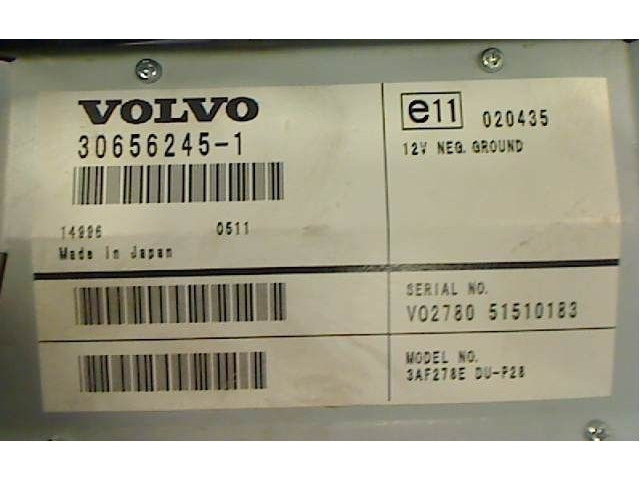 VOLVO
30656245-1
14996 0511
Made in Japan
e11 020435
12V NEG. GROUND
SERIAL NO.
VO2780 51510183
MODEL NO.
3AF278E DU-P28